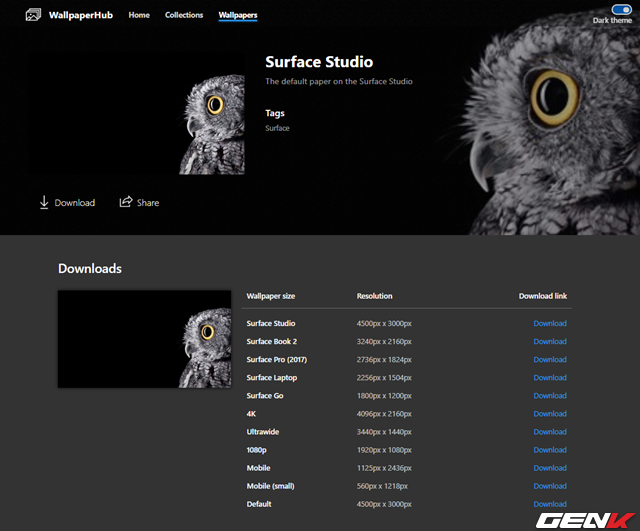 WallpaperHub Home Collections Wallpapers
Dark theme
Surface Studio
The default paper on the Surface Studio
Tags
Surface
Download Share
Downloads
Wallpaper size Resolution Download link
Surface Studio 4500px x 3000px Download
Surface Book 2 3240px x 2160px Download
Surface Pro (2017) 2736px x 1824px Download
Surface Laptop 2256px x 1504px Download
Surface Go 1800px x 1200px Download
4K 4096px x 2160px Download
Ultrawide 3440px x 1440px Download
1080p 1920px x 1080px Download
Mobile 1125px x 2436px Download
Mobile (small) 560px x 1218px Download
Default 4500px x 3000px Download
GENK